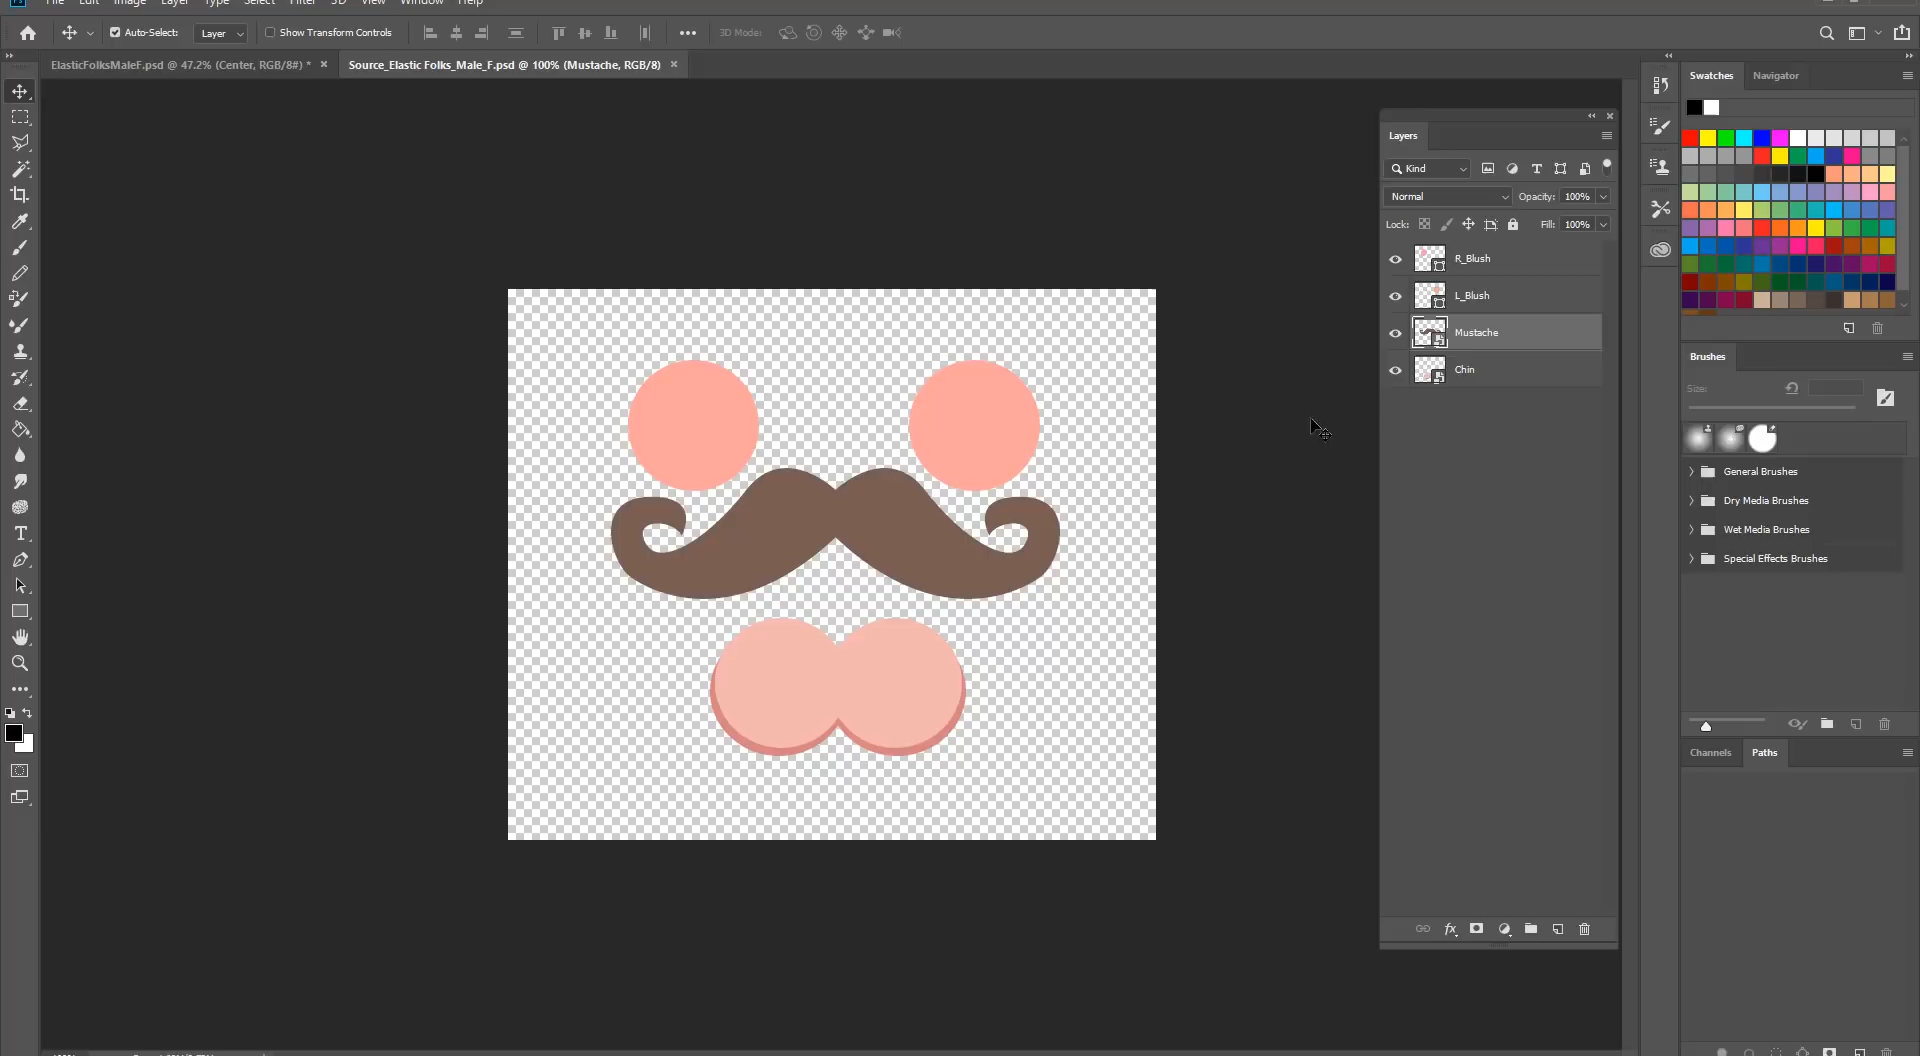 Ps File Edit Image Layer Type Select Filter 3D View Window Help
Auto-Select: Layer Show Transform Controls 3D Mode:
ElasticFolksMaleF.psd @ 47.2% (Center, RGB/8#) * × Source_Elastic Folks_Male_F.psd @ 100% (Mustache, RGB/8) ×
Swatches Navigator
Layers
Kind
Normal Opacity: 100%
Lock: Fill: 100%
R_Blush
L_Blush
Mustache
Chin
fx
Brushes
Size:
General Brushes
Dry Media Brushes
Wet Media Brushes
Special Effects Brushes
Channels Paths